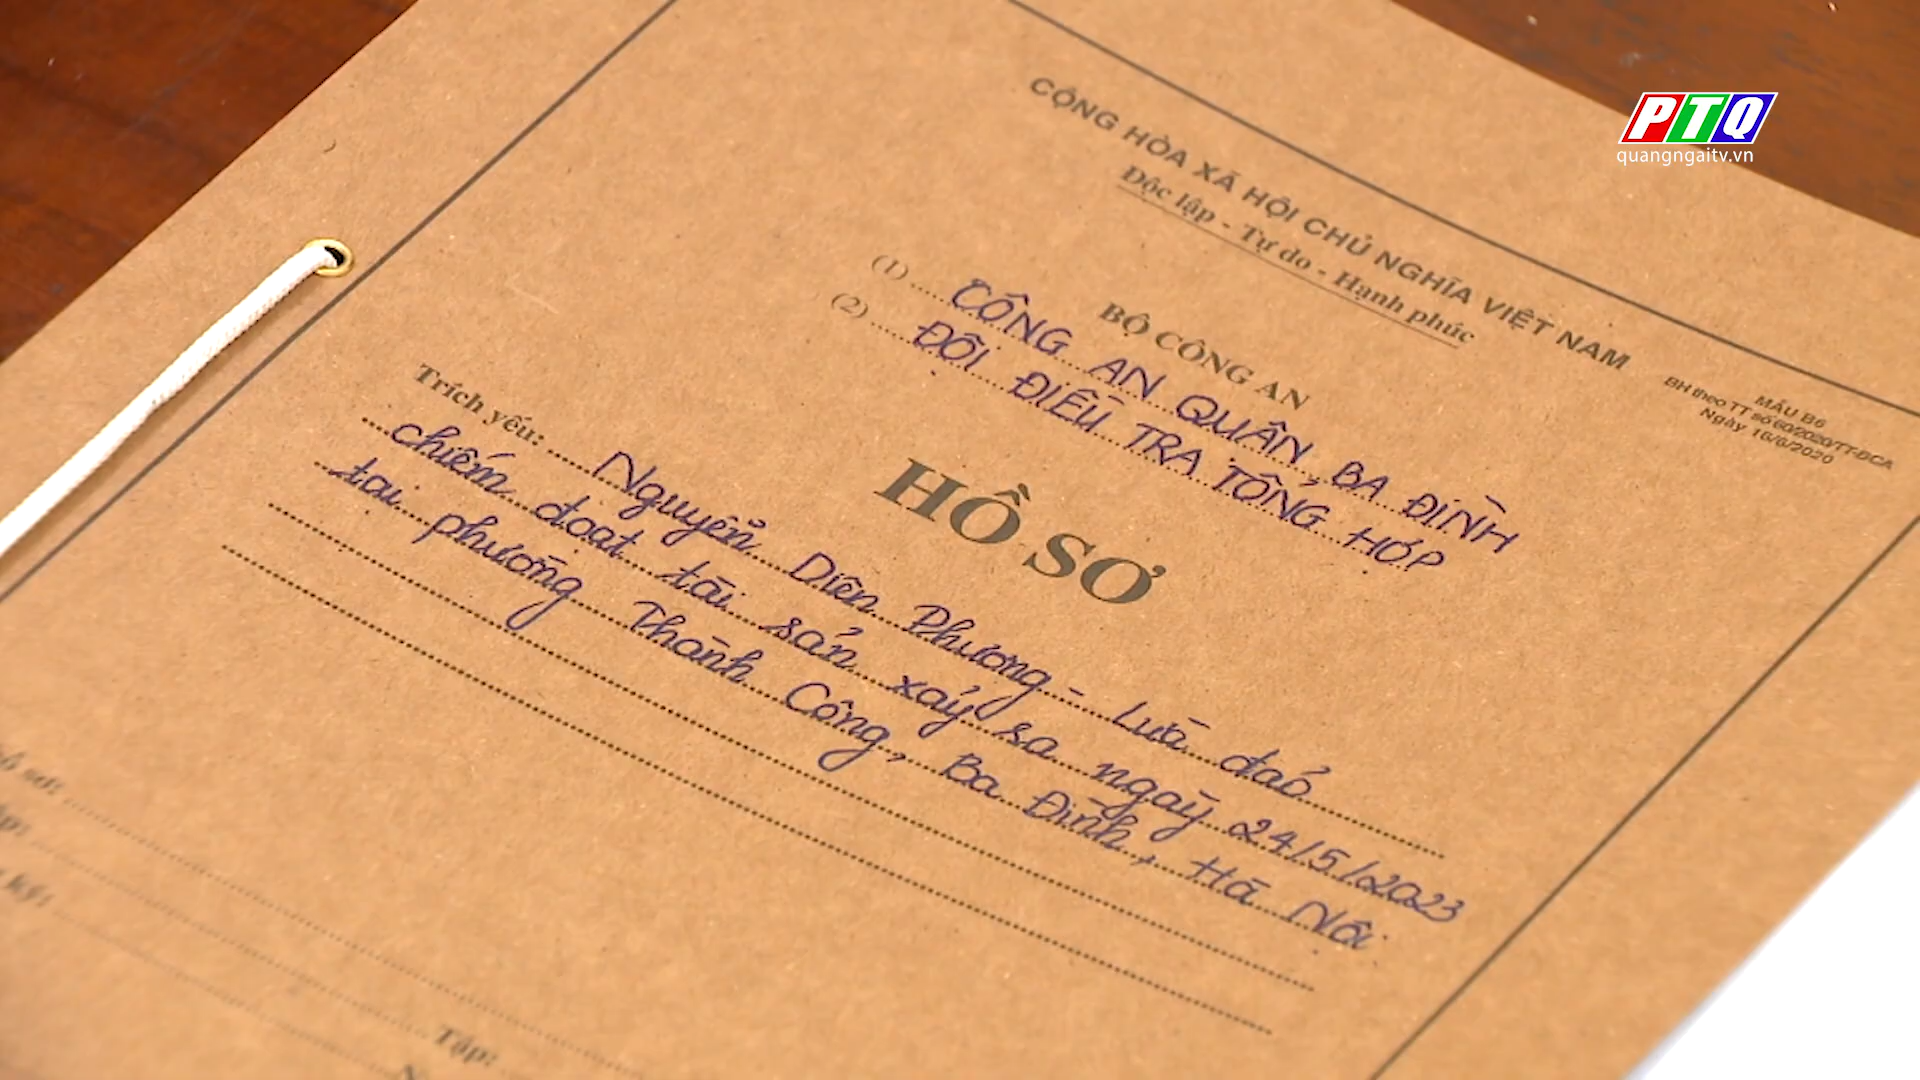 PTQ
quangngaitv.vn
CỘNG HÒA XÃ HỘI CHỦ NGHĨA VIỆT NAM
Độc lập - Tự do - Hạnh phúc
MẪU B6
BH theo TT số 60/2020/TT-BCA
Ngày 16/6/2020
BỘ CÔNG AN
(1) CÔNG AN QUẬN BA ĐÌNH
(2) ĐỘI ĐIỀU TRA TỔNG HỢP
HỒ SƠ
Trích yếu: Nguyễn Diên Phương - Lừa đảo
chiếm đoạt tài sản xảy sa ngày 24/5/2023
tại phường Thành Công, Ba Đình, Hà Nội
Tập: